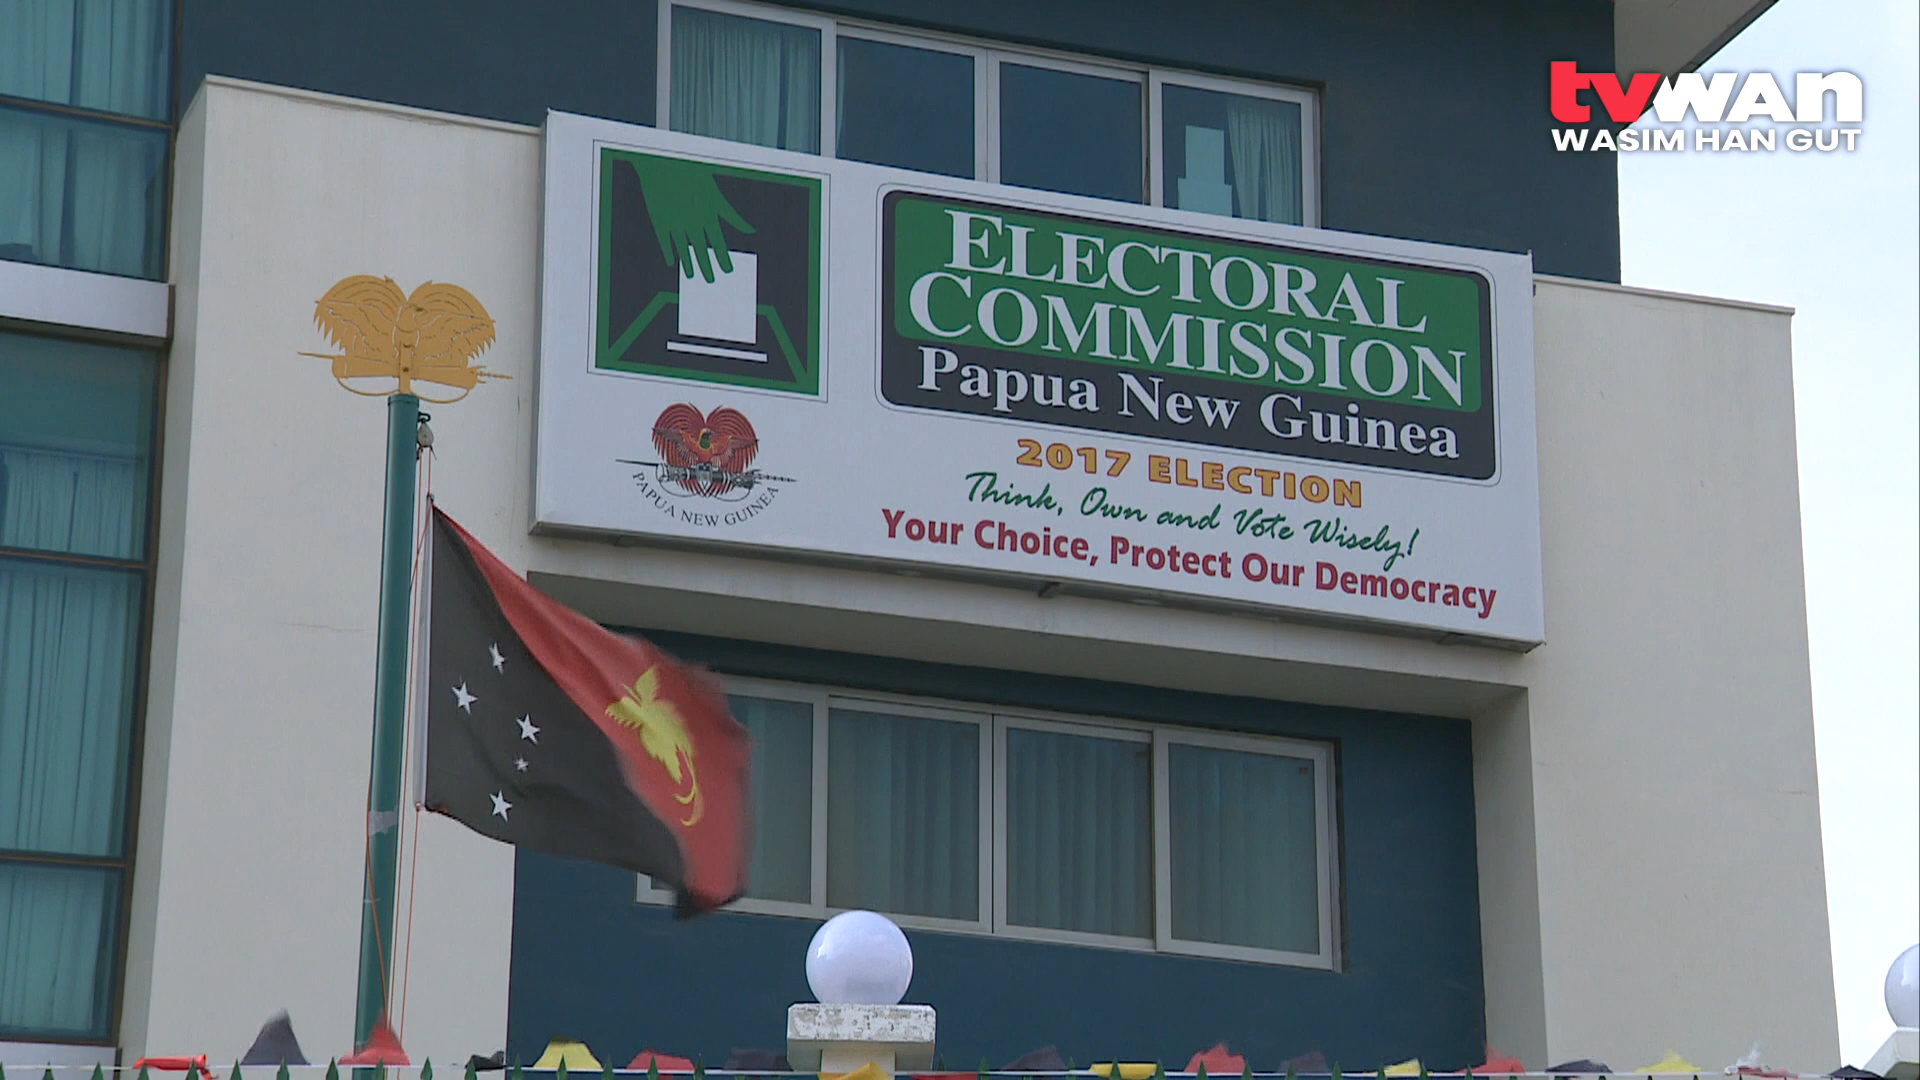 tvwan
WASIM HAN GUT
ELECTORAL
COMMISSION
Papua New Guinea
2017 ELECTION
Think, Own and Vote Wisely!
Your Choice, Protect Our Democracy
PAPUA NEW GUINEA